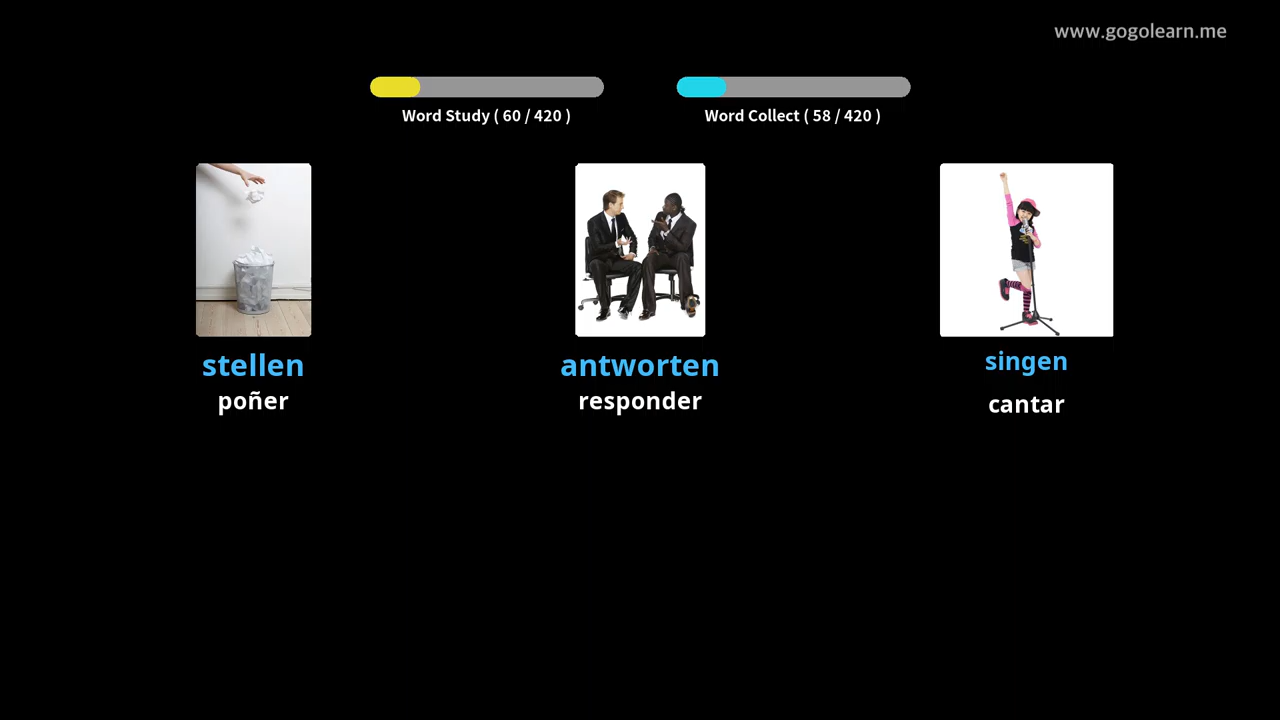 www.gogolearn.me
Word Study ( 60 / 420 )
Word Collect ( 58 / 420 )
stellen
poñer
antworten
responder
singen
cantar